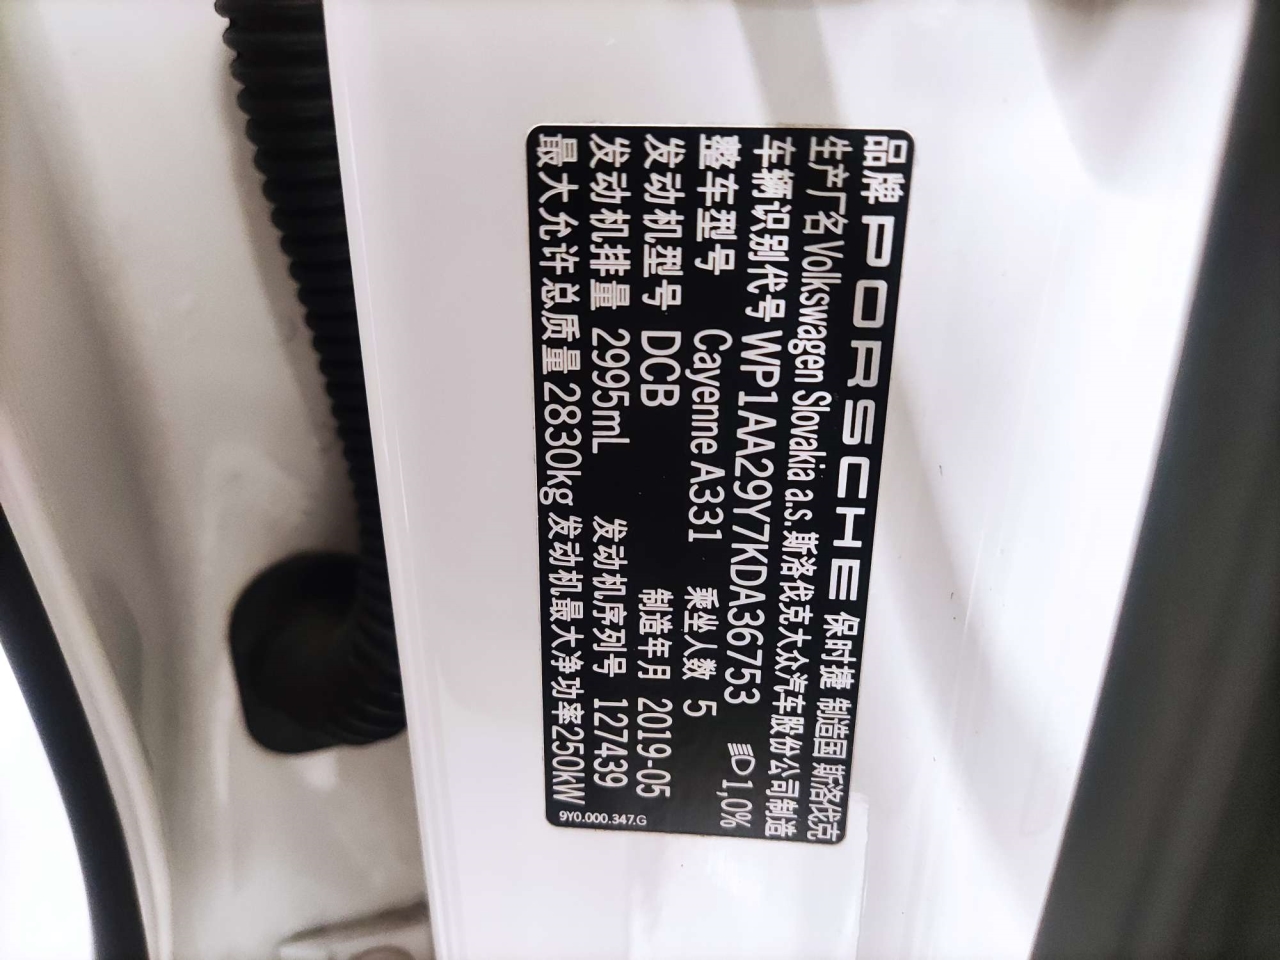 品牌 PORSCHE 保时捷 制造国 斯洛伐克
生产厂名 Volkswagen Slovakia a.s. 斯洛伐克大众汽车股份公司制造
车辆识别代号 WP1AA29Y7KDA36753 1,0%
整车型号 Cayenne A331 乘坐人数 5
发动机型号 DCB 制造年月 2019-05
发动机排量 2995mL 发动机序列号 127439
最大允许总质量 2830kg 发动机最大净功率250kW
9Y0.000.347.G